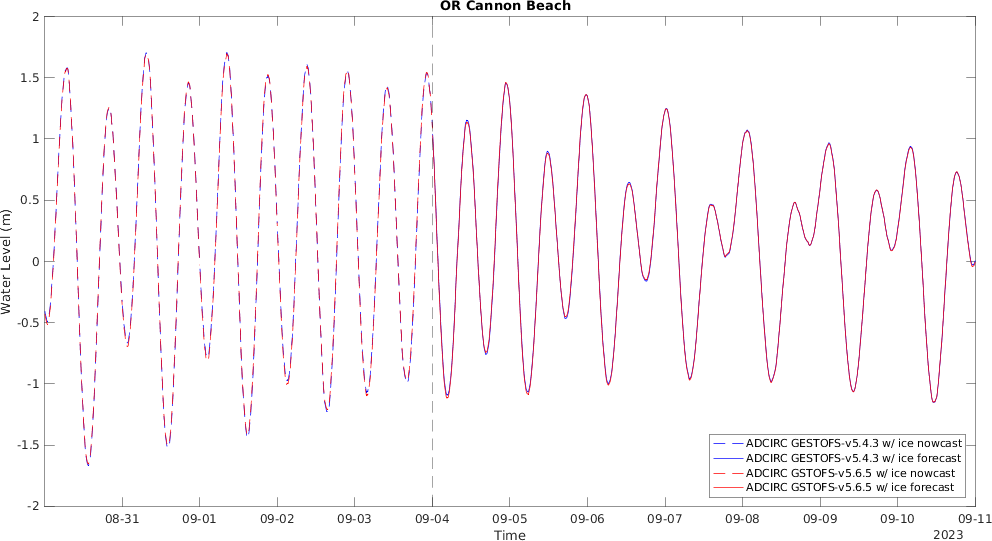 OR Cannon Beach
2
1.5
1
0.5
0
-0.5
-1
-1.5
-2
Water Level (m)
08-31 09-01 09-02 09-03 09-04 09-05 09-06 09-07 09-08 09-09 09-10 09-11
Time
2023
ADCIRC GESTOFS-v5.4.3 w/ ice nowcast
ADCIRC GESTOFS-v5.4.3 w/ ice forecast
ADCIRC GSTOFS-v5.6.5 w/ ice nowcast
ADCIRC GSTOFS-v5.6.5 w/ ice forecast